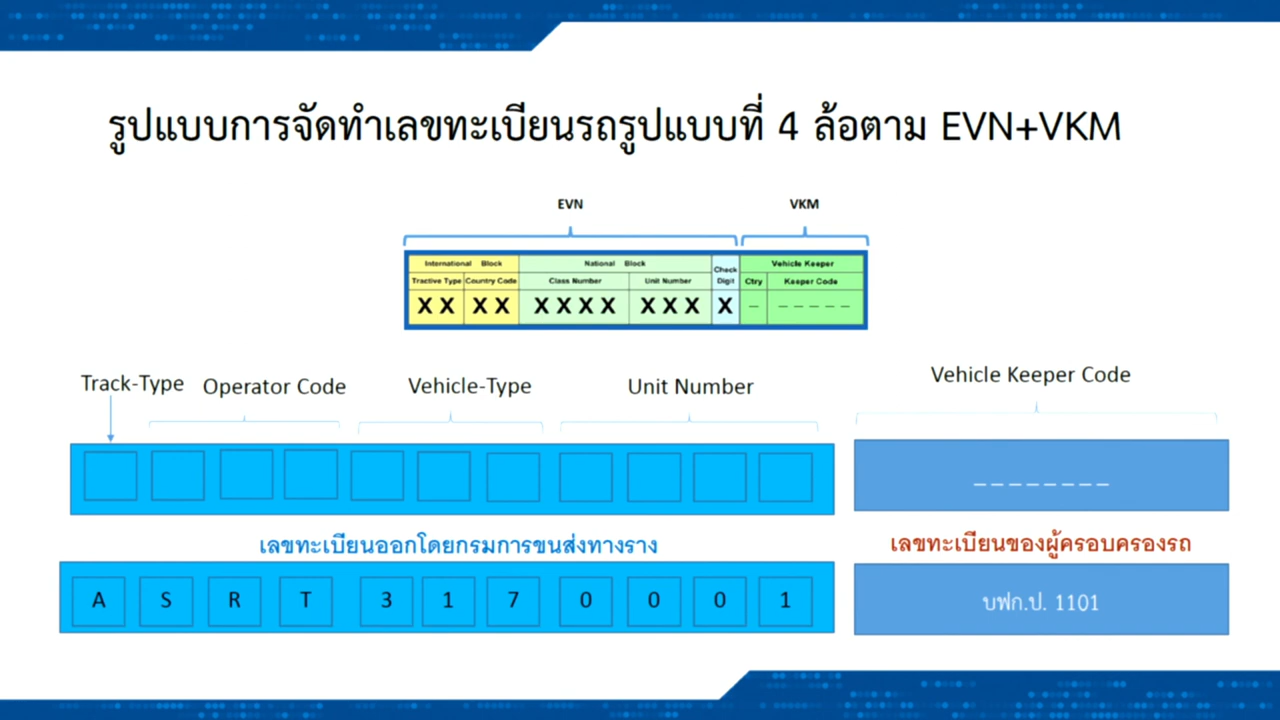 รูปแบบการจัดทำเลขทะเบียนรถรูปแบบที่ 4 ล้อตาม EVN+VKM
EVN VKM
International Block National Block Check Digit Vehicle Keeper
Tractive Type Country Code Class Number Unit Number Ctry Keeper Code
X X X X X X X X X X X X _ _ _ _ _ _
Track-Type Operator Code Vehicle-Type Unit Number Vehicle Keeper Code
_ _ _ _ _ _ _ _
เลขทะเบียนออกโดยกรมการขนส่งทางราง เลขทะเบียนของผู้ครอบครองรถ
A S R T 3 1 7 0 0 0 1 บฟก.ป. 1101